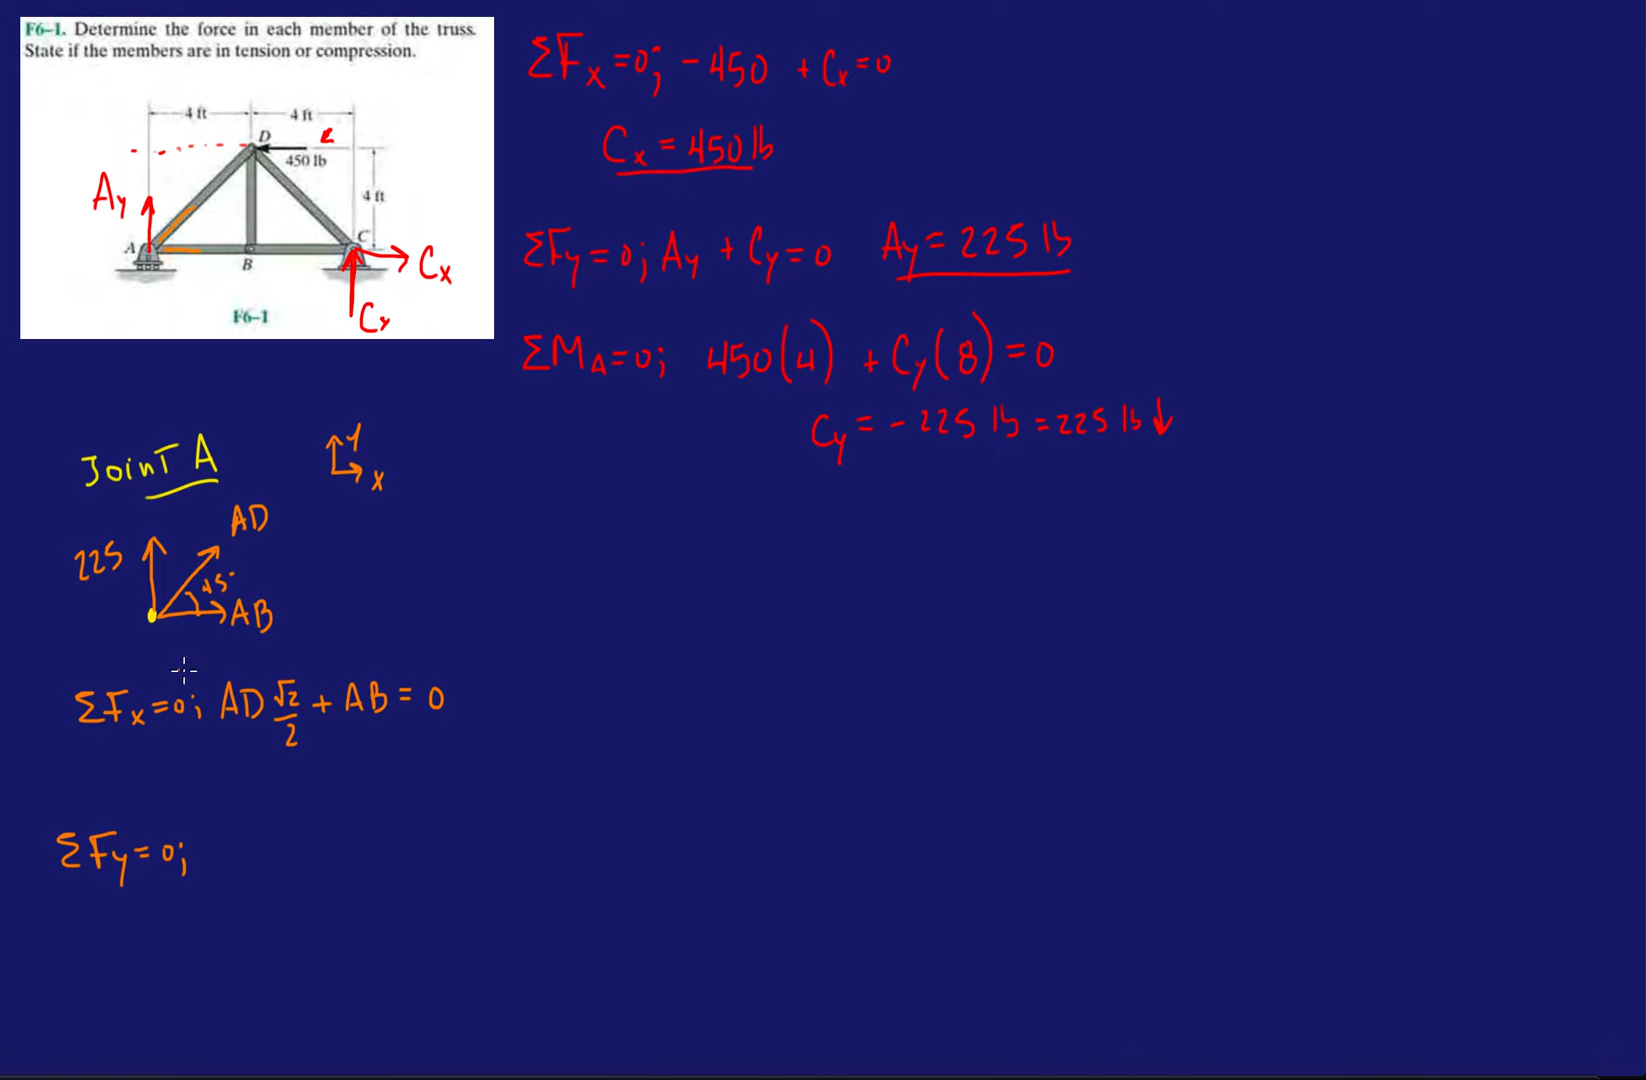 F6–1. Determine the force in each member of the truss.
State if the members are in tension or compression.
4 ft
4 ft
D
450 lb
4 ft
Ay
A
B
C
Cx
Cy
F6–1
ΣFx=0; -450 + Cx=0
Cx = 450 lb
ΣFy=0; Ay + Cy=0 Ay=225 lb
ΣMA=0; 450(4) + Cy(8)=0
Cy = -225 lb = 225 lb ↓
Joint A
Y
x
AD
225
45°
AB
ΣFx=0; AD √2/2 + AB = 0
ΣFy=0;